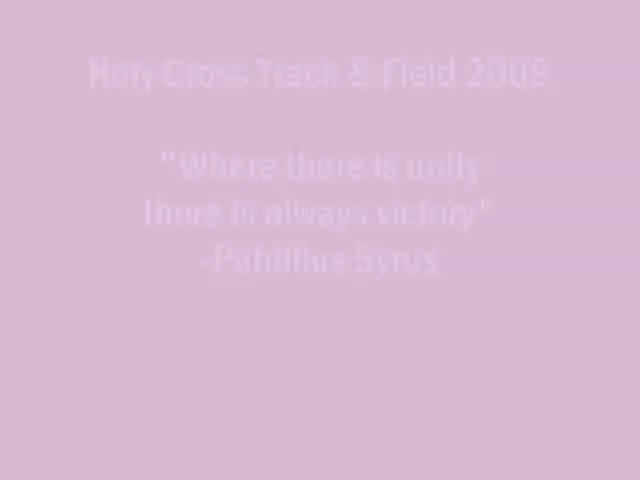 Holy Cross Track & Field 2009
"Where there is unity
there is always victory"
-Publilius Syrus